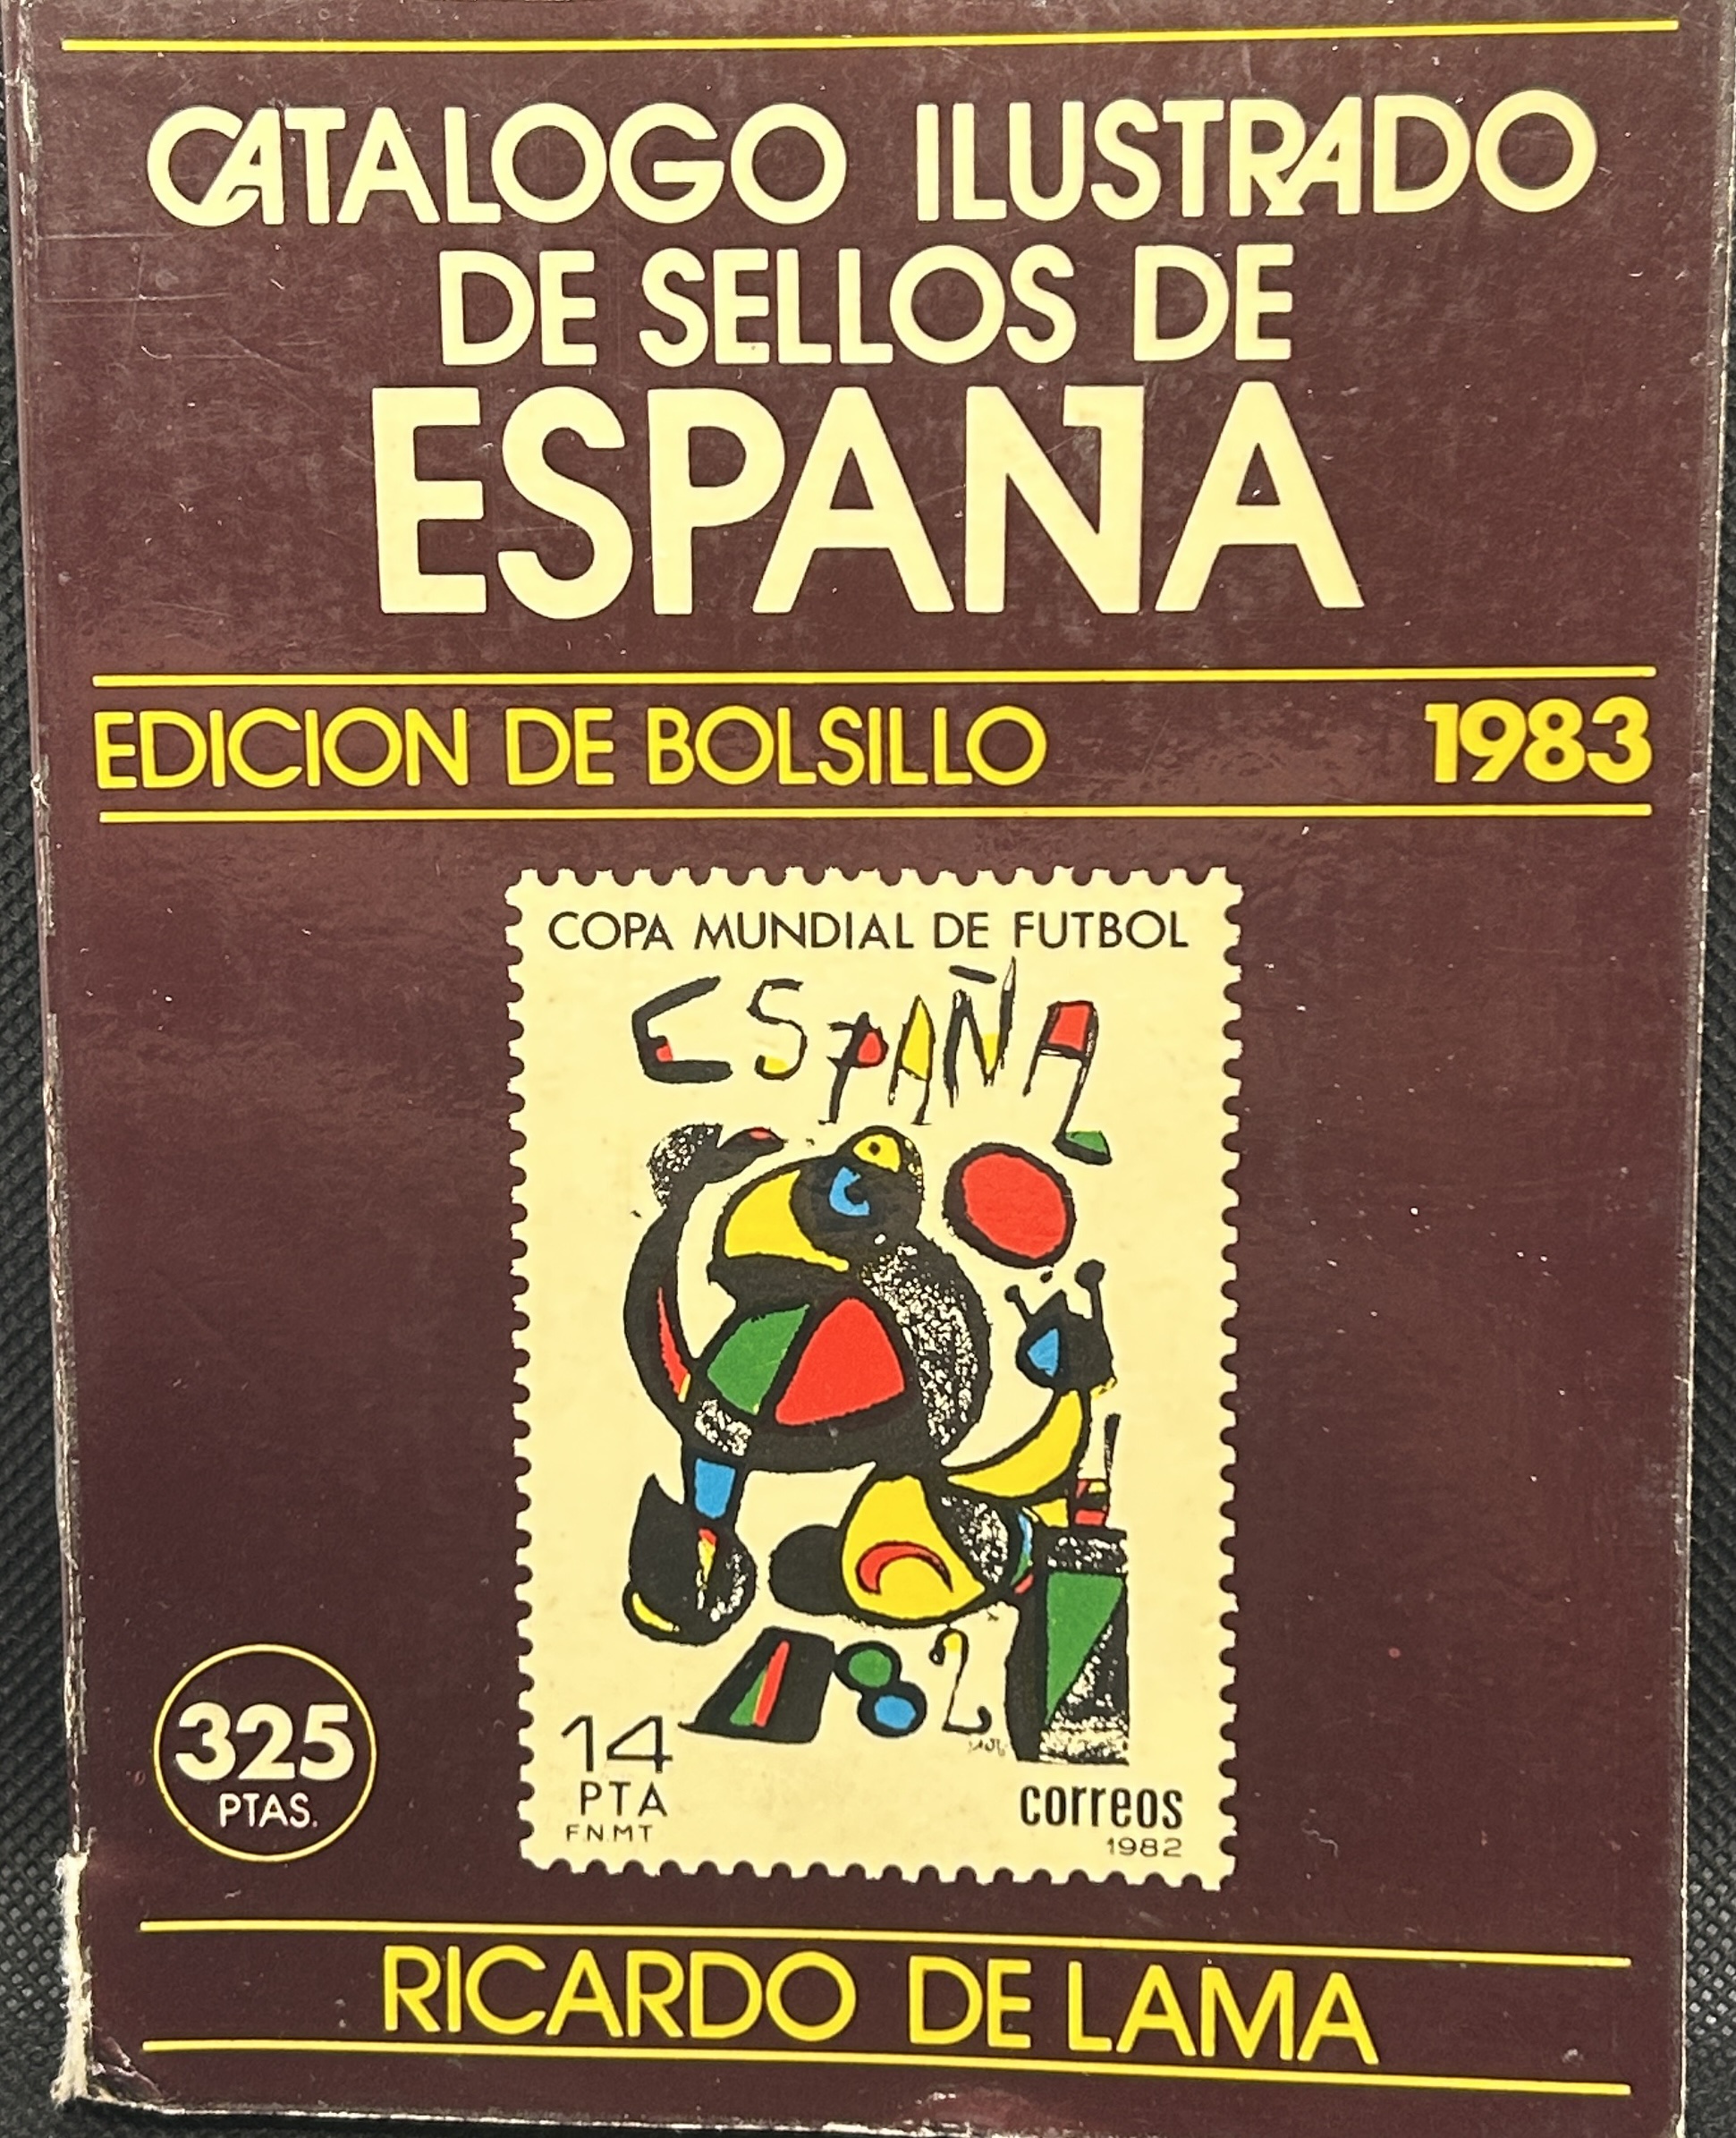 CATALOGO ILUSTRADO
DE SELLOS DE
ESPAÑA
EDICION DE BOLSILLO 1983
COPA MUNDIAL DE FUTBOL
ESPAÑA
82
14
PTA
F.N.M.T
correos
1982
325
PTAS.
RICARDO DE LAMA